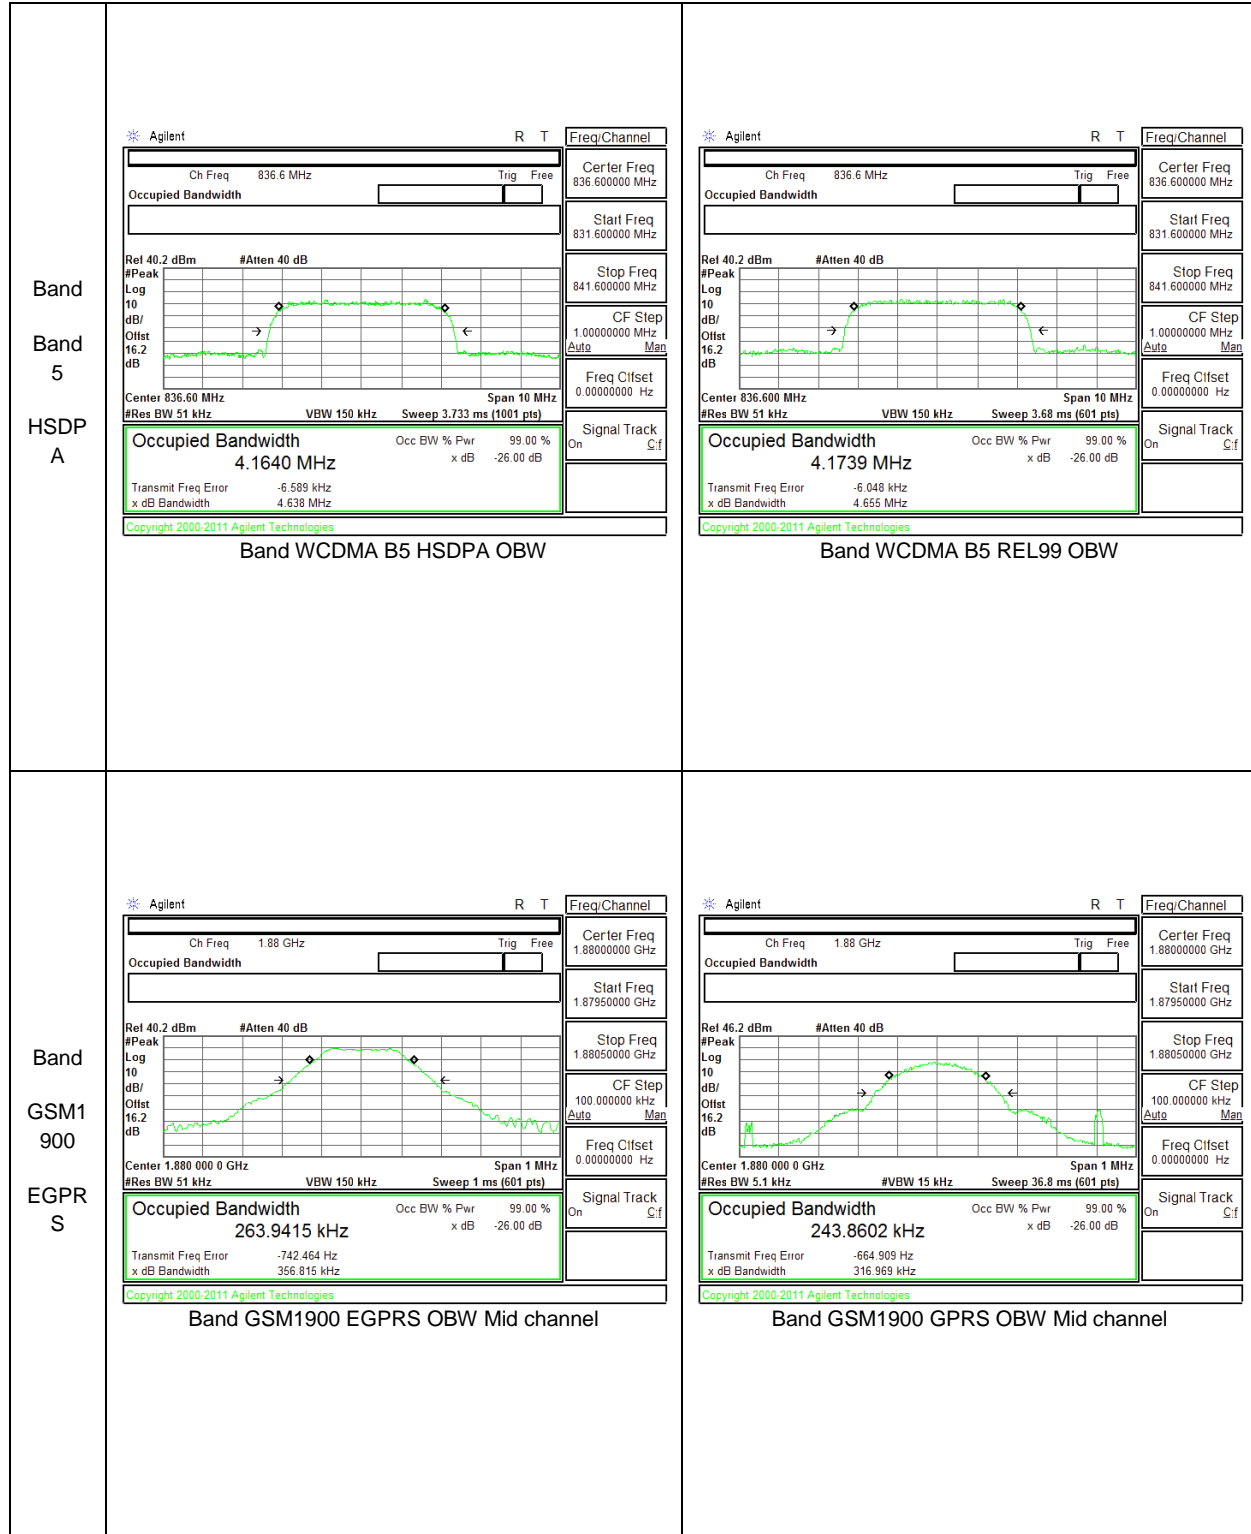 Band
Band
5
HSDP
A
Agilent
R T
Freq/Channel
Ch Freq 836.6 MHz
Trig Free
Occupied Bandwidth
Center Freq
836.600000 MHz
Start Freq
831.600000 MHz
Stop Freq
841.600000 MHz
CF Step
1.00000000 MHz
Auto Man
Freq Offset
0.00000000 Hz
Signal Track
On Off
Ref 40.2 dBm #Atten 40 dB
#Peak
Log
10
dB/
Offst
16.2
dB
Center 836.60 MHz Span 10 MHz
#Res BW 51 kHz VBW 150 kHz Sweep 3.733 ms (1001 pts)
Occupied Bandwidth Occ BW % Pwr 99.00 %
4.1640 MHz x dB -26.00 dB
Transmit Freq Error -6.589 kHz
x dB Bandwidth 4.638 MHz
Copyright 2000-2011 Agilent Technologies
Band WCDMA B5 HSDPA OBW
Agilent
R T
Freq/Channel
Ch Freq 836.6 MHz
Trig Free
Occupied Bandwidth
Center Freq
836.600000 MHz
Start Freq
831.600000 MHz
Stop Freq
841.600000 MHz
CF Step
1.00000000 MHz
Auto Man
Freq Offset
0.00000000 Hz
Signal Track
On Off
Ref 40.2 dBm #Atten 40 dB
#Peak
Log
10
dB/
Offst
16.2
dB
Center 836.600 MHz Span 10 MHz
#Res BW 51 kHz VBW 150 kHz Sweep 3.68 ms (601 pts)
Occupied Bandwidth Occ BW % Pwr 99.00 %
4.1739 MHz x dB -26.00 dB
Transmit Freq Error -6.048 kHz
x dB Bandwidth 4.655 MHz
Copyright 2000-2011 Agilent Technologies
Band WCDMA B5 REL99 OBW
Band
GSM1
900
EGPR
S
Agilent
R T
Freq/Channel
Ch Freq 1.88 GHz
Trig Free
Occupied Bandwidth
Center Freq
1.88000000 GHz
Start Freq
1.87950000 GHz
Stop Freq
1.88050000 GHz
CF Step
100.000000 kHz
Auto Man
Freq Offset
0.00000000 Hz
Signal Track
On Off
Ref 40.2 dBm #Atten 40 dB
#Peak
Log
10
dB/
Offst
16.2
dB
Center 1.880 000 0 GHz Span 1 MHz
#Res BW 51 kHz VBW 150 kHz Sweep 1 ms (601 pts)
Occupied Bandwidth Occ BW % Pwr 99.00 %
263.9415 kHz x dB -26.00 dB
Transmit Freq Error -742.464 Hz
x dB Bandwidth 356.815 kHz
Copyright 2000-2011 Agilent Technologies
Band GSM1900 EGPRS OBW Mid channel
Agilent
R T
Freq/Channel
Ch Freq 1.88 GHz
Trig Free
Occupied Bandwidth
Center Freq
1.88000000 GHz
Start Freq
1.87950000 GHz
Stop Freq
1.88050000 GHz
CF Step
100.000000 kHz
Auto Man
Freq Offset
0.00000000 Hz
Signal Track
On Off
Ref 46.2 dBm #Atten 40 dB
#Peak
Log
10
dB/
Offst
16.2
dB
Center 1.880 000 0 GHz Span 1 MHz
#Res BW 5.1 kHz #VBW 15 kHz Sweep 36.8 ms (601 pts)
Occupied Bandwidth Occ BW % Pwr 99.00 %
243.8602 kHz x dB -26.00 dB
Transmit Freq Error -664.909 Hz
x dB Bandwidth 316.969 kHz
Copyright 2000-2011 Agilent Technologies
Band GSM1900 GPRS OBW Mid channel